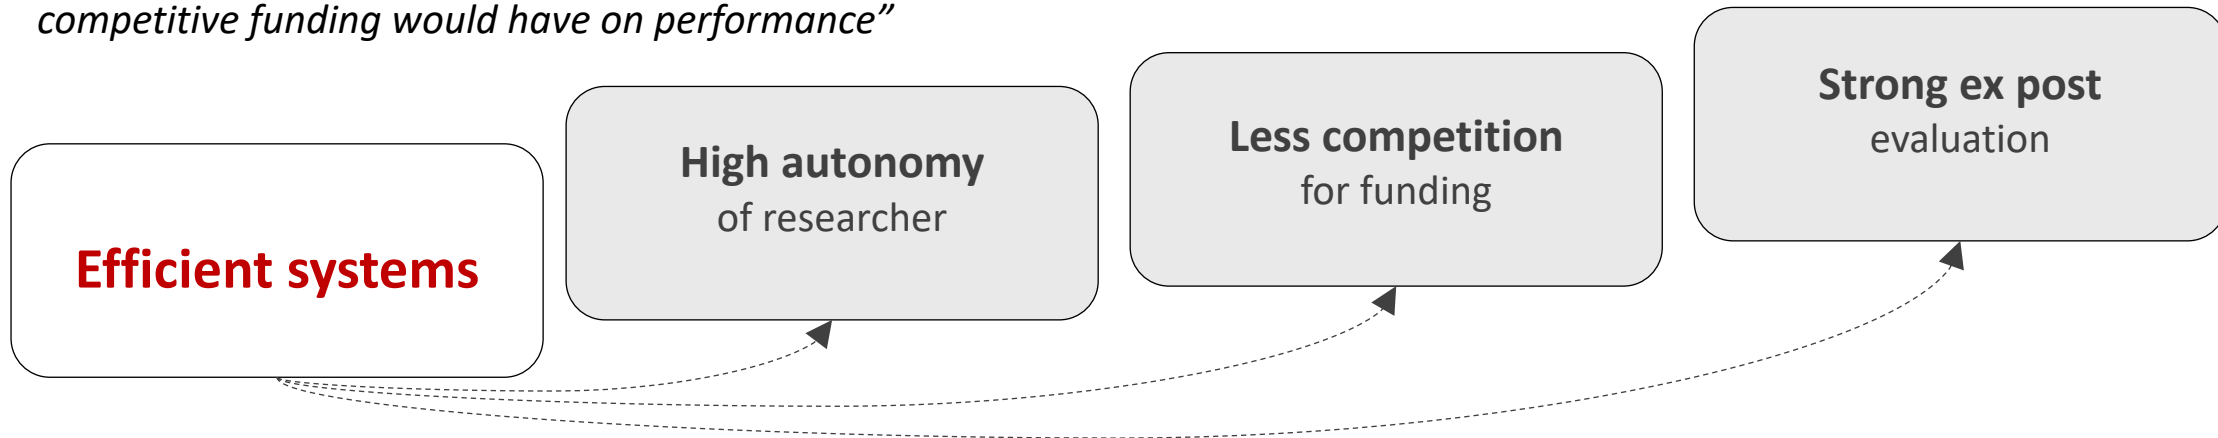 competitive funding would have on performance”
Efficient systems
High autonomy
of researcher
Less competition
for funding
Strong ex post
evaluation